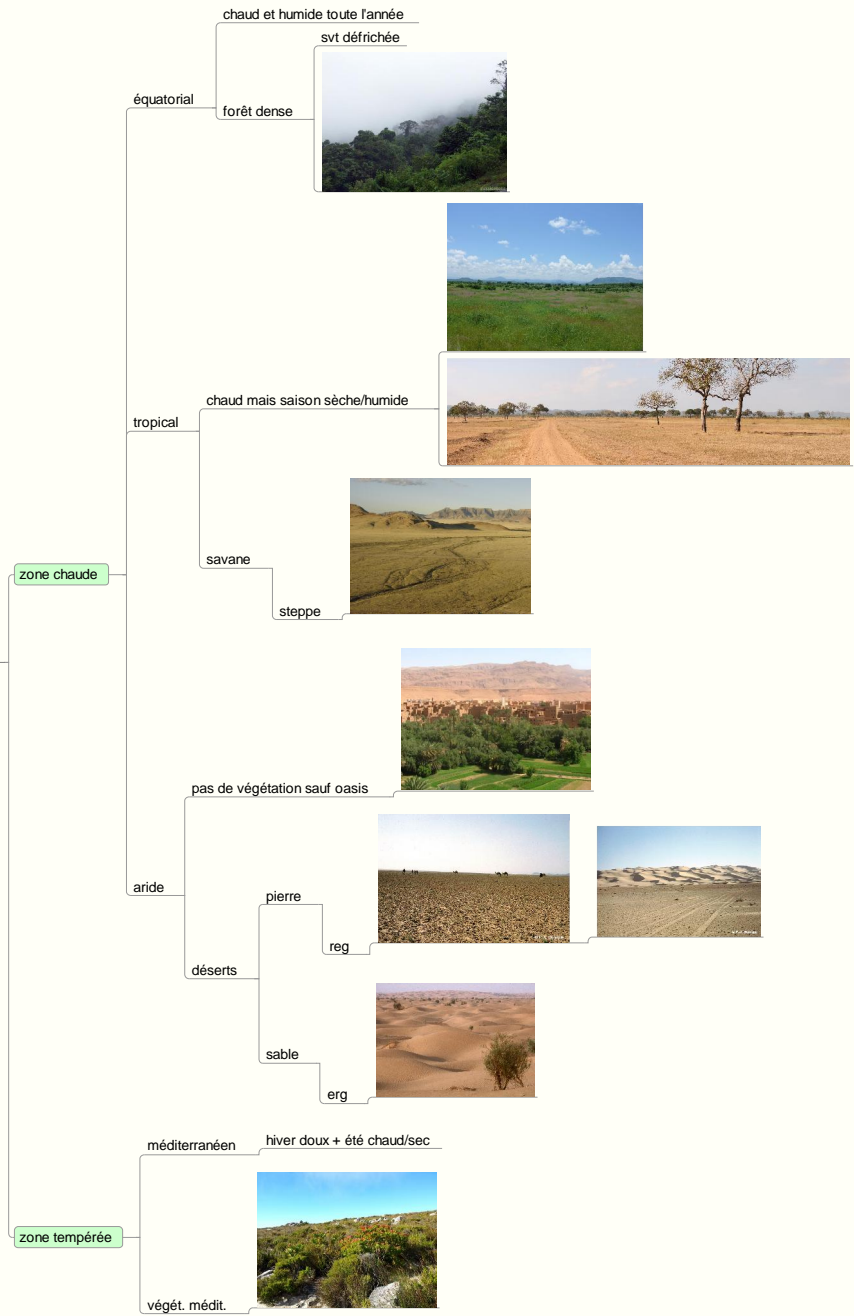 chaud et humide toute l'année
svt défrichée
équatorial
forêt dense
chaud mais saison sèche/humide
tropical
savane
zone chaude
steppe
pas de végétation sauf oasis
aride
pierre
reg
déserts
sable
erg
méditerranéen
hiver doux + été chaud/sec
zone tempérée
végét. médit.